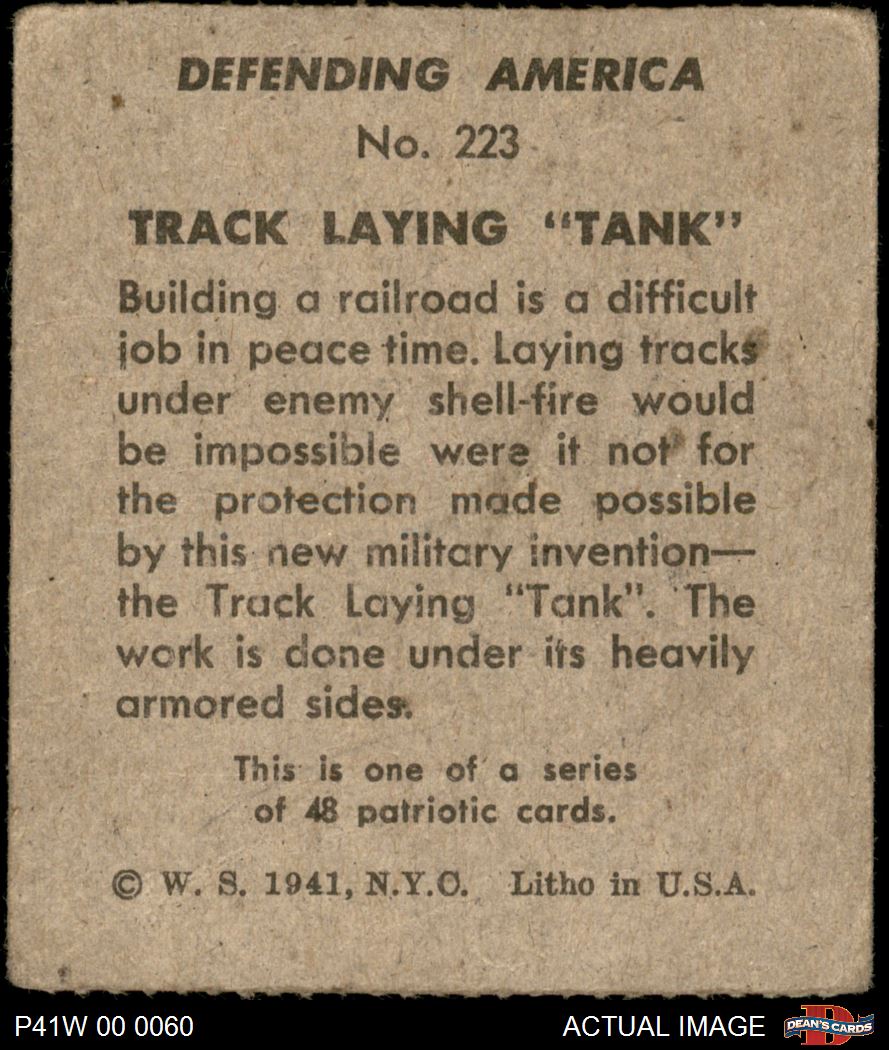 DEFENDING AMERICA
No. 223
TRACK LAYING "TANK"
Building a railroad is a difficult
job in peace time. Laying tracks
under enemy shell-fire would
be impossible were it not for
the protection made possible
by this new military invention—
the Track Laying "Tank". The
work is done under its heavily
armored sides.
This is one of a series
of 48 patriotic cards.
© W. S. 1941, N.Y.C. Litho in U.S.A.
P41W 00 0060
ACTUAL IMAGE
DEAN'S CARDS